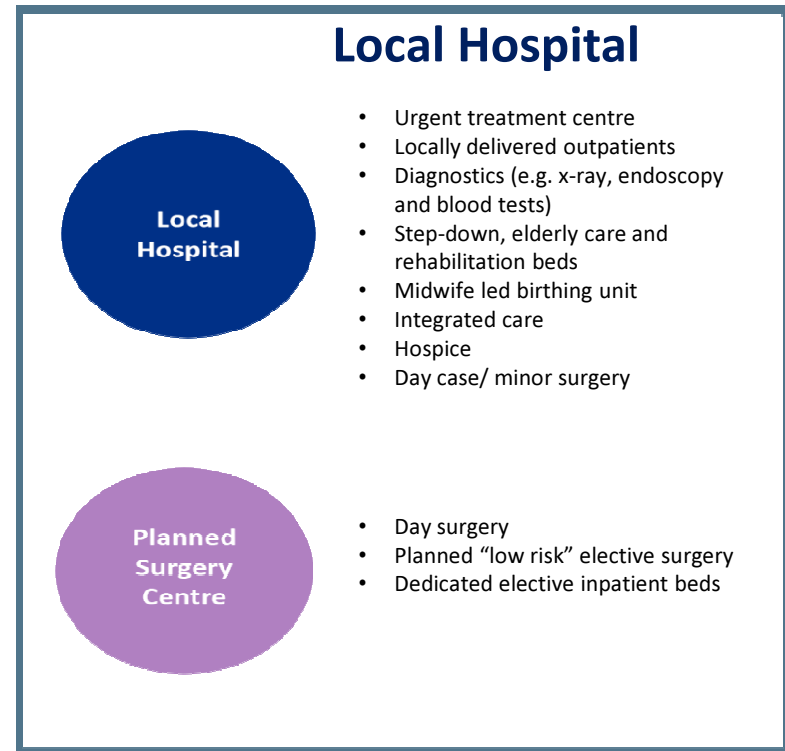 Local Hospital
Local
Hospital
• Urgent treatment centre
• Locally delivered outpatients
• Diagnostics (e.g. x-ray, endoscopy
and blood tests)
• Step-down, elderly care and
rehabilitation beds
• Midwife led birthing unit
• Integrated care
• Hospice
• Day case/ minor surgery
Planned
Surgery
Centre
• Day surgery
• Planned “low risk” elective surgery
• Dedicated elective inpatient beds